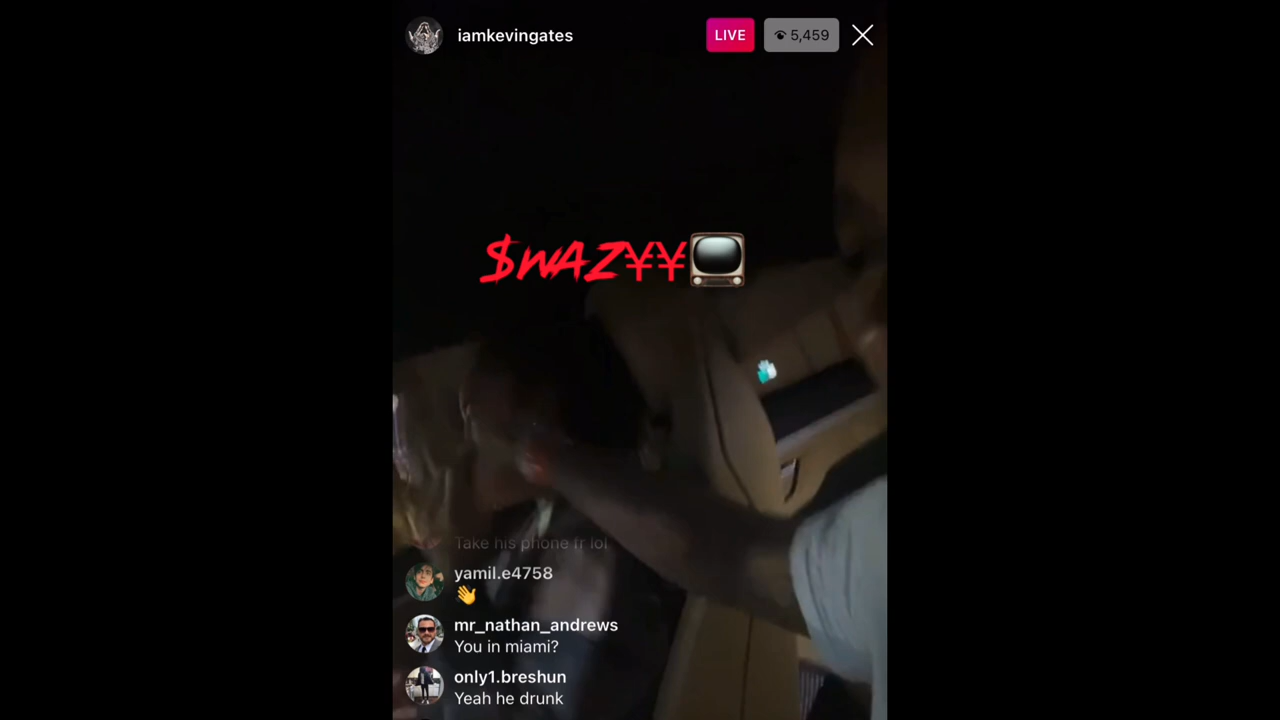 iamkevingates
LIVE
5,459
$WAZ¥¥
Take his phone fr lol
yamil.e4758
mr_nathan_andrews
You in miami?
only1.breshun
Yeah he drunk